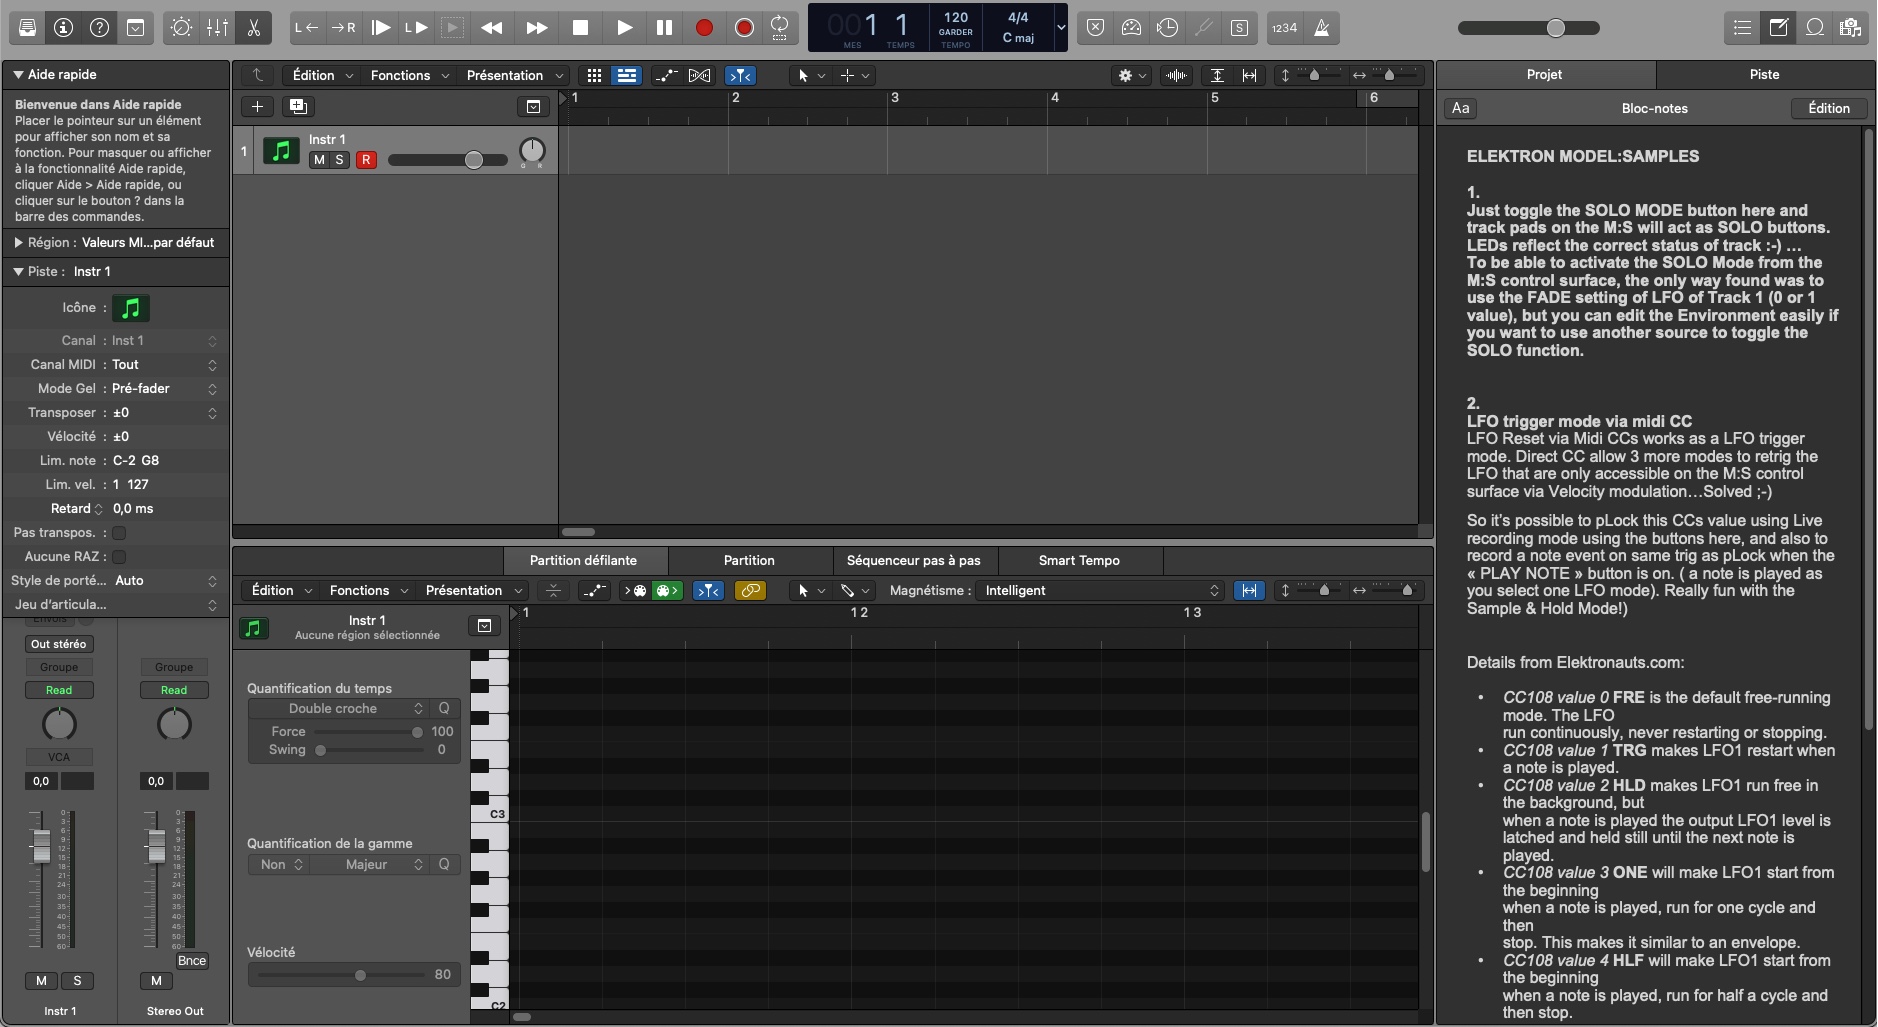 L←
→R
L
001 1
MES TEMPS
120
GARDER
TEMPO
4/4
C maj
S
1234
Aide rapide
Bienvenue dans Aide rapide
Placer le pointeur sur un élément
pour afficher son nom et sa
fonction. Pour masquer ou afficher
à la fonctionnalité Aide rapide,
cliquer Aide > Aide rapide, ou
cliquer sur le bouton ? dans la
barre des commandes.
Région : Valeurs MI...par défaut
Piste : Instr 1
Icône :
Canal : Inst 1
Canal MIDI : Tout
Mode Gel : Pré-fader
Transposer : ±0
Vélocité : ±0
Lim. note : C-2 G8
Lim. vel. : 1 127
Retard 0,0 ms
Pas transpos. :
Aucune RAZ :
Style de porté... Auto
Jeu d'articula...
Envois
Out stéréo
Groupe Groupe
Read Read
VCA
0,0 0,0
Bnce
M S M
Instr 1 Stereo Out
Édition Fonctions Présentation
1 2 3 4 5 6
1 Instr 1
M S R
Partition défilante Partition Séquenceur pas à pas Smart Tempo
Édition Fonctions Présentation Magnétisme : Intelligent
Instr 1
Aucune région sélectionnée
1 1 2 1 3
Quantification du temps
Double croche Q
Force 100
Swing 0
C3
Quantification de la gamme
Non Majeur Q
Vélocité
80
C2
Projet Piste
Aa Bloc-notes Édition
ELEKTRON MODEL:SAMPLES
1.
Just toggle the SOLO MODE button here and
track pads on the M:S will act as SOLO buttons.
LEDs reflect the correct status of track :-) ...
To be able to activate the SOLO Mode from the
M:S control surface, the only way found was to
use the FADE setting of LFO of Track 1 (0 or 1
value), but you can edit the Environment easily if
you want to use another source to toggle the
SOLO function.
2.
LFO trigger mode via midi CC
LFO Reset via Midi CCs works as a LFO trigger
mode. Direct CC allow 3 more modes to retrig the
LFO that are only accessible on the M:S control
surface via Velocity modulation...Solved ;-)
So it's possible to pLock this CCs value using Live
recording mode using the buttons here, and also to
record a note event on same trig as pLock when the
« PLAY NOTE » button is on. ( a note is played as
you select one LFO mode). Really fun with the
Sample & Hold Mode!)
Details from Elektronauts.com:
• CC108 value 0 FRE is the default free-running
mode. The LFO
run continuously, never restarting or stopping.
• CC108 value 1 TRG makes LFO1 restart when
a note is played.
• CC108 value 2 HLD makes LFO1 run free in
the background, but
when a note is played the output LFO1 level is
latched and held still until the next note is
played.
• CC108 value 3 ONE will make LFO1 start from
the beginning
when a note is played, run for one cycle and
then
stop. This makes it similar to an envelope.
• CC108 value 4 HLF will make LFO1 start from
the beginning
when a note is played, run for half a cycle and
then stop.